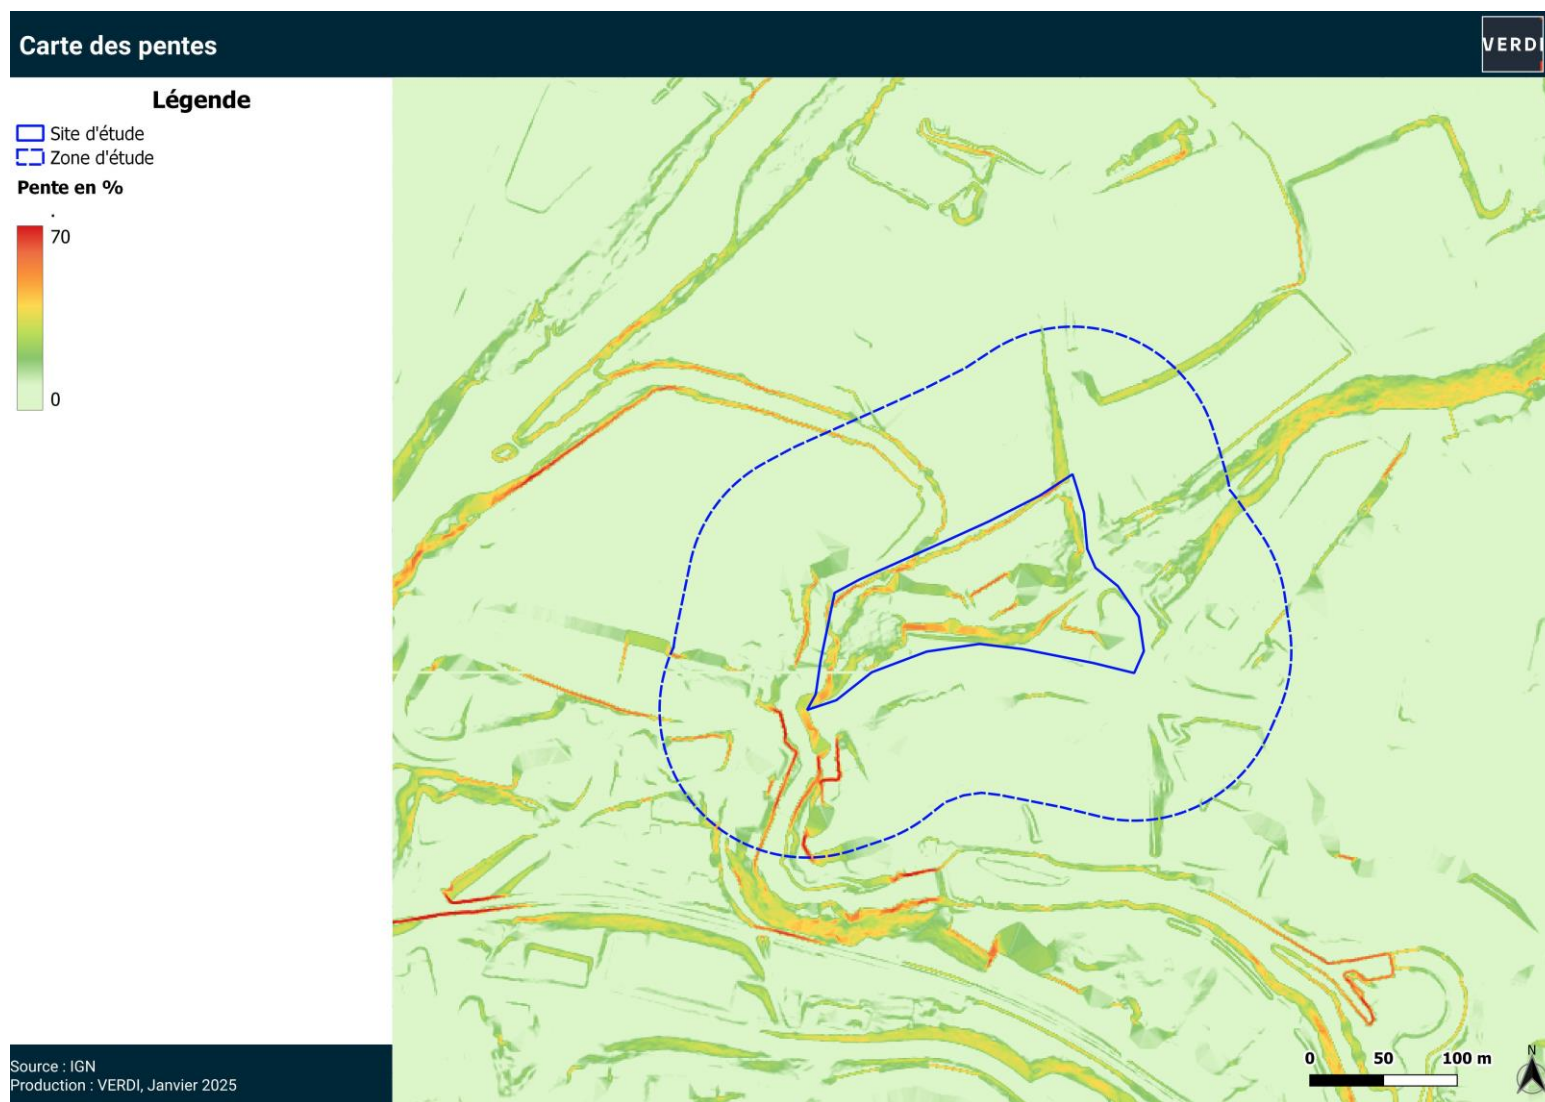 Carte des pentes
VERDI
Légende
Site d'étude
Zone d'étude
Pente en %
.
70
0
Source : IGN
Production : VERDI, Janvier 2025
0 50 100 m
N